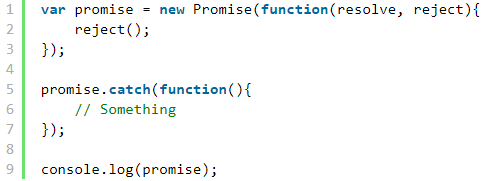 1 var promise = new Promise(function(resolve, reject){
2     reject();
3 });
4
5 promise.catch(function(){
6     // Something
7 });
8
9 console.log(promise);